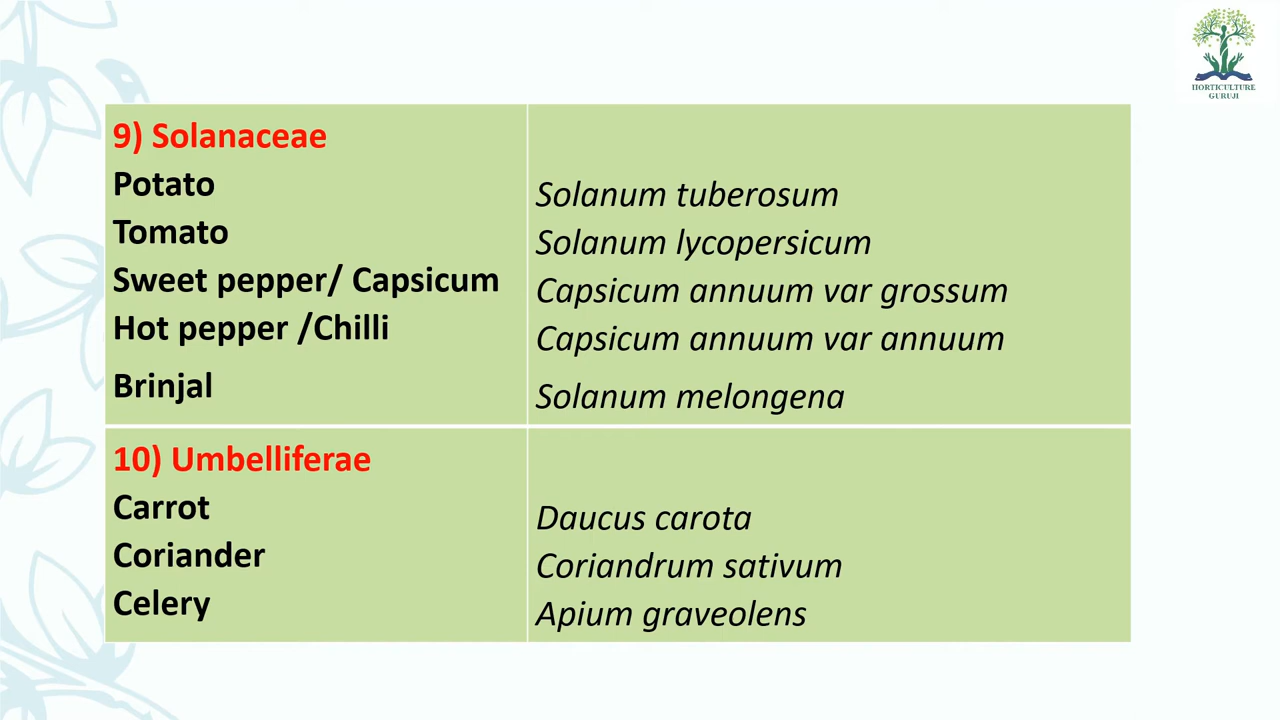 HORTICULTURE
GURUJI
9) Solanaceae
Potato
Solanum tuberosum
Tomato
Solanum lycopersicum
Sweet pepper/ Capsicum
Capsicum annuum var grossum
Hot pepper /Chilli
Capsicum annuum var annuum
Brinjal
Solanum melongena
10) Umbelliferae
Carrot
Daucus carota
Coriander
Coriandrum sativum
Celery
Apium graveolens